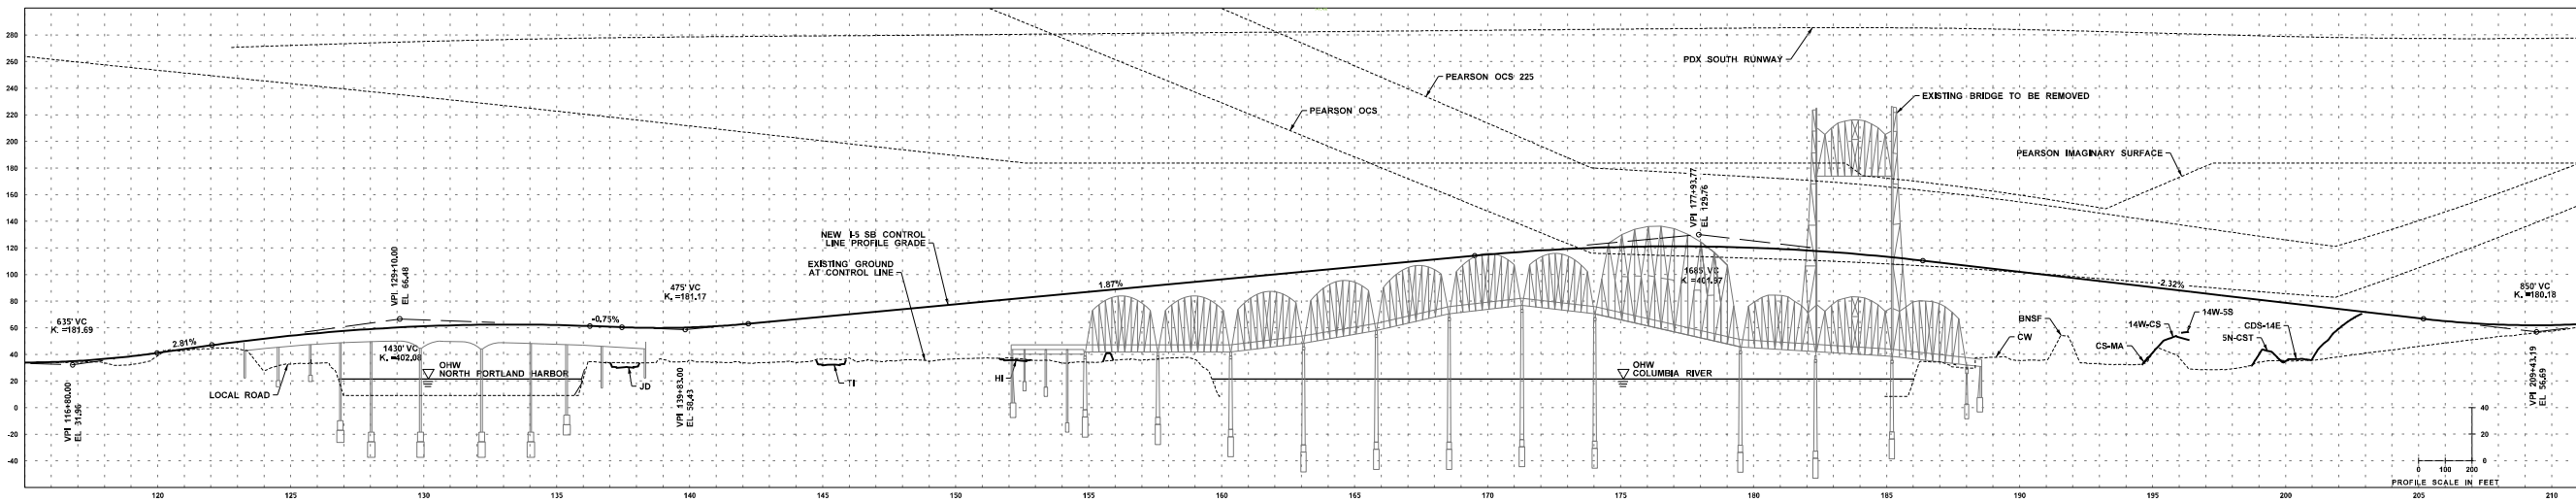 280
260
240
220
200
180
160
140
120
100
80
60
40
20
0
-20
-40
PDX SOUTH RUNWAY
PEARSON OCS 225
PEARSON OCS
EXISTING BRIDGE TO BE REMOVED
PEARSON IMAGINARY SURFACE
NEW I-5 SB CONTROL
LINE PROFILE GRADE
EXISTING GROUND
AT CONTROL LINE
635' VC
K =181.69
VPI 116+80.00
EL 31.96
2.81%
LOCAL ROAD
VPI 129+10.00
EL 66.48
1430' VC
K =402.08
OHW
NORTH PORTLAND HARBOR
-0.75%
JD
475' VC
K =181.17
VPI 139+83.00
EL 58.43
TI
1.87%
HI
OHW
COLUMBIA RIVER
1685' VC
K =401.97
VPI 177+93.77
EL 129.76
-2.32%
BNSF
CW
CS-MA
14W-CS
14W-5S
5N-CST
CDS-14E
850' VC
K =180.18
VPI 209+43.19
EL 56.69
40
20
0
0 100 200
PROFILE SCALE IN FEET
120 125 130 135 140 145 150 155 160 165 170 175 180 185 190 195 200 205 210